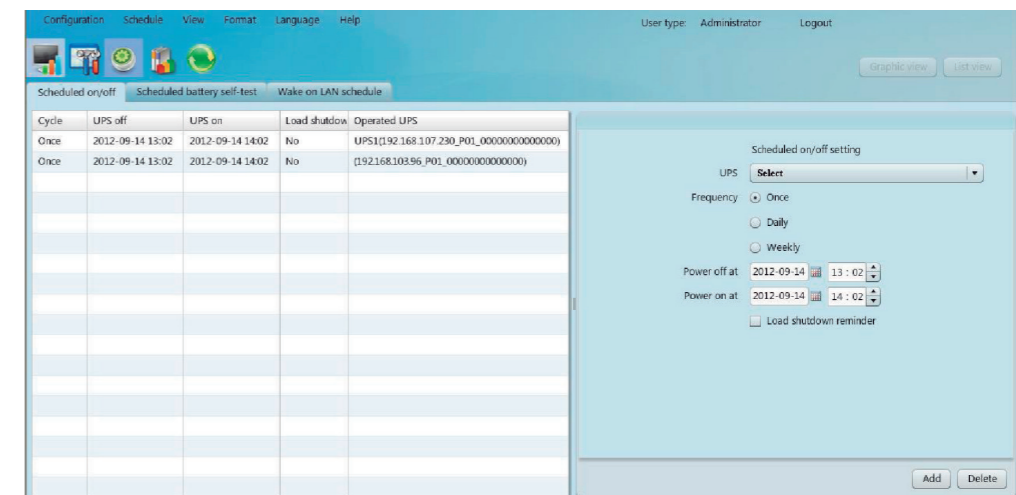 Configuration Schedule View Format Language Help User type: Administrator Logout
Graphic view List view
Scheduled on/off Scheduled battery self-test Wake on LAN schedule
Cycle UPS off UPS on Load shutdow Operated UPS
Once 2012-09-14 13:02 2012-09-14 14:02 No UPS1(192.168.107.230_P01_00000000000000)
Once 2012-09-14 13:02 2012-09-14 14:02 No (192.168.103.96_P01_00000000000000)
Scheduled on/off setting
UPS Select
Frequency Once
Daily
Weekly
Power off at 2012-09-14 13 : 02
Power on at 2012-09-14 14 : 02
Load shutdown reminder
Add Delete